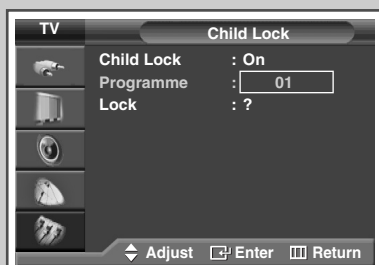 TV
Child Lock
Child Lock : On
Programme : 01
Lock : ?
Adjust Enter Return